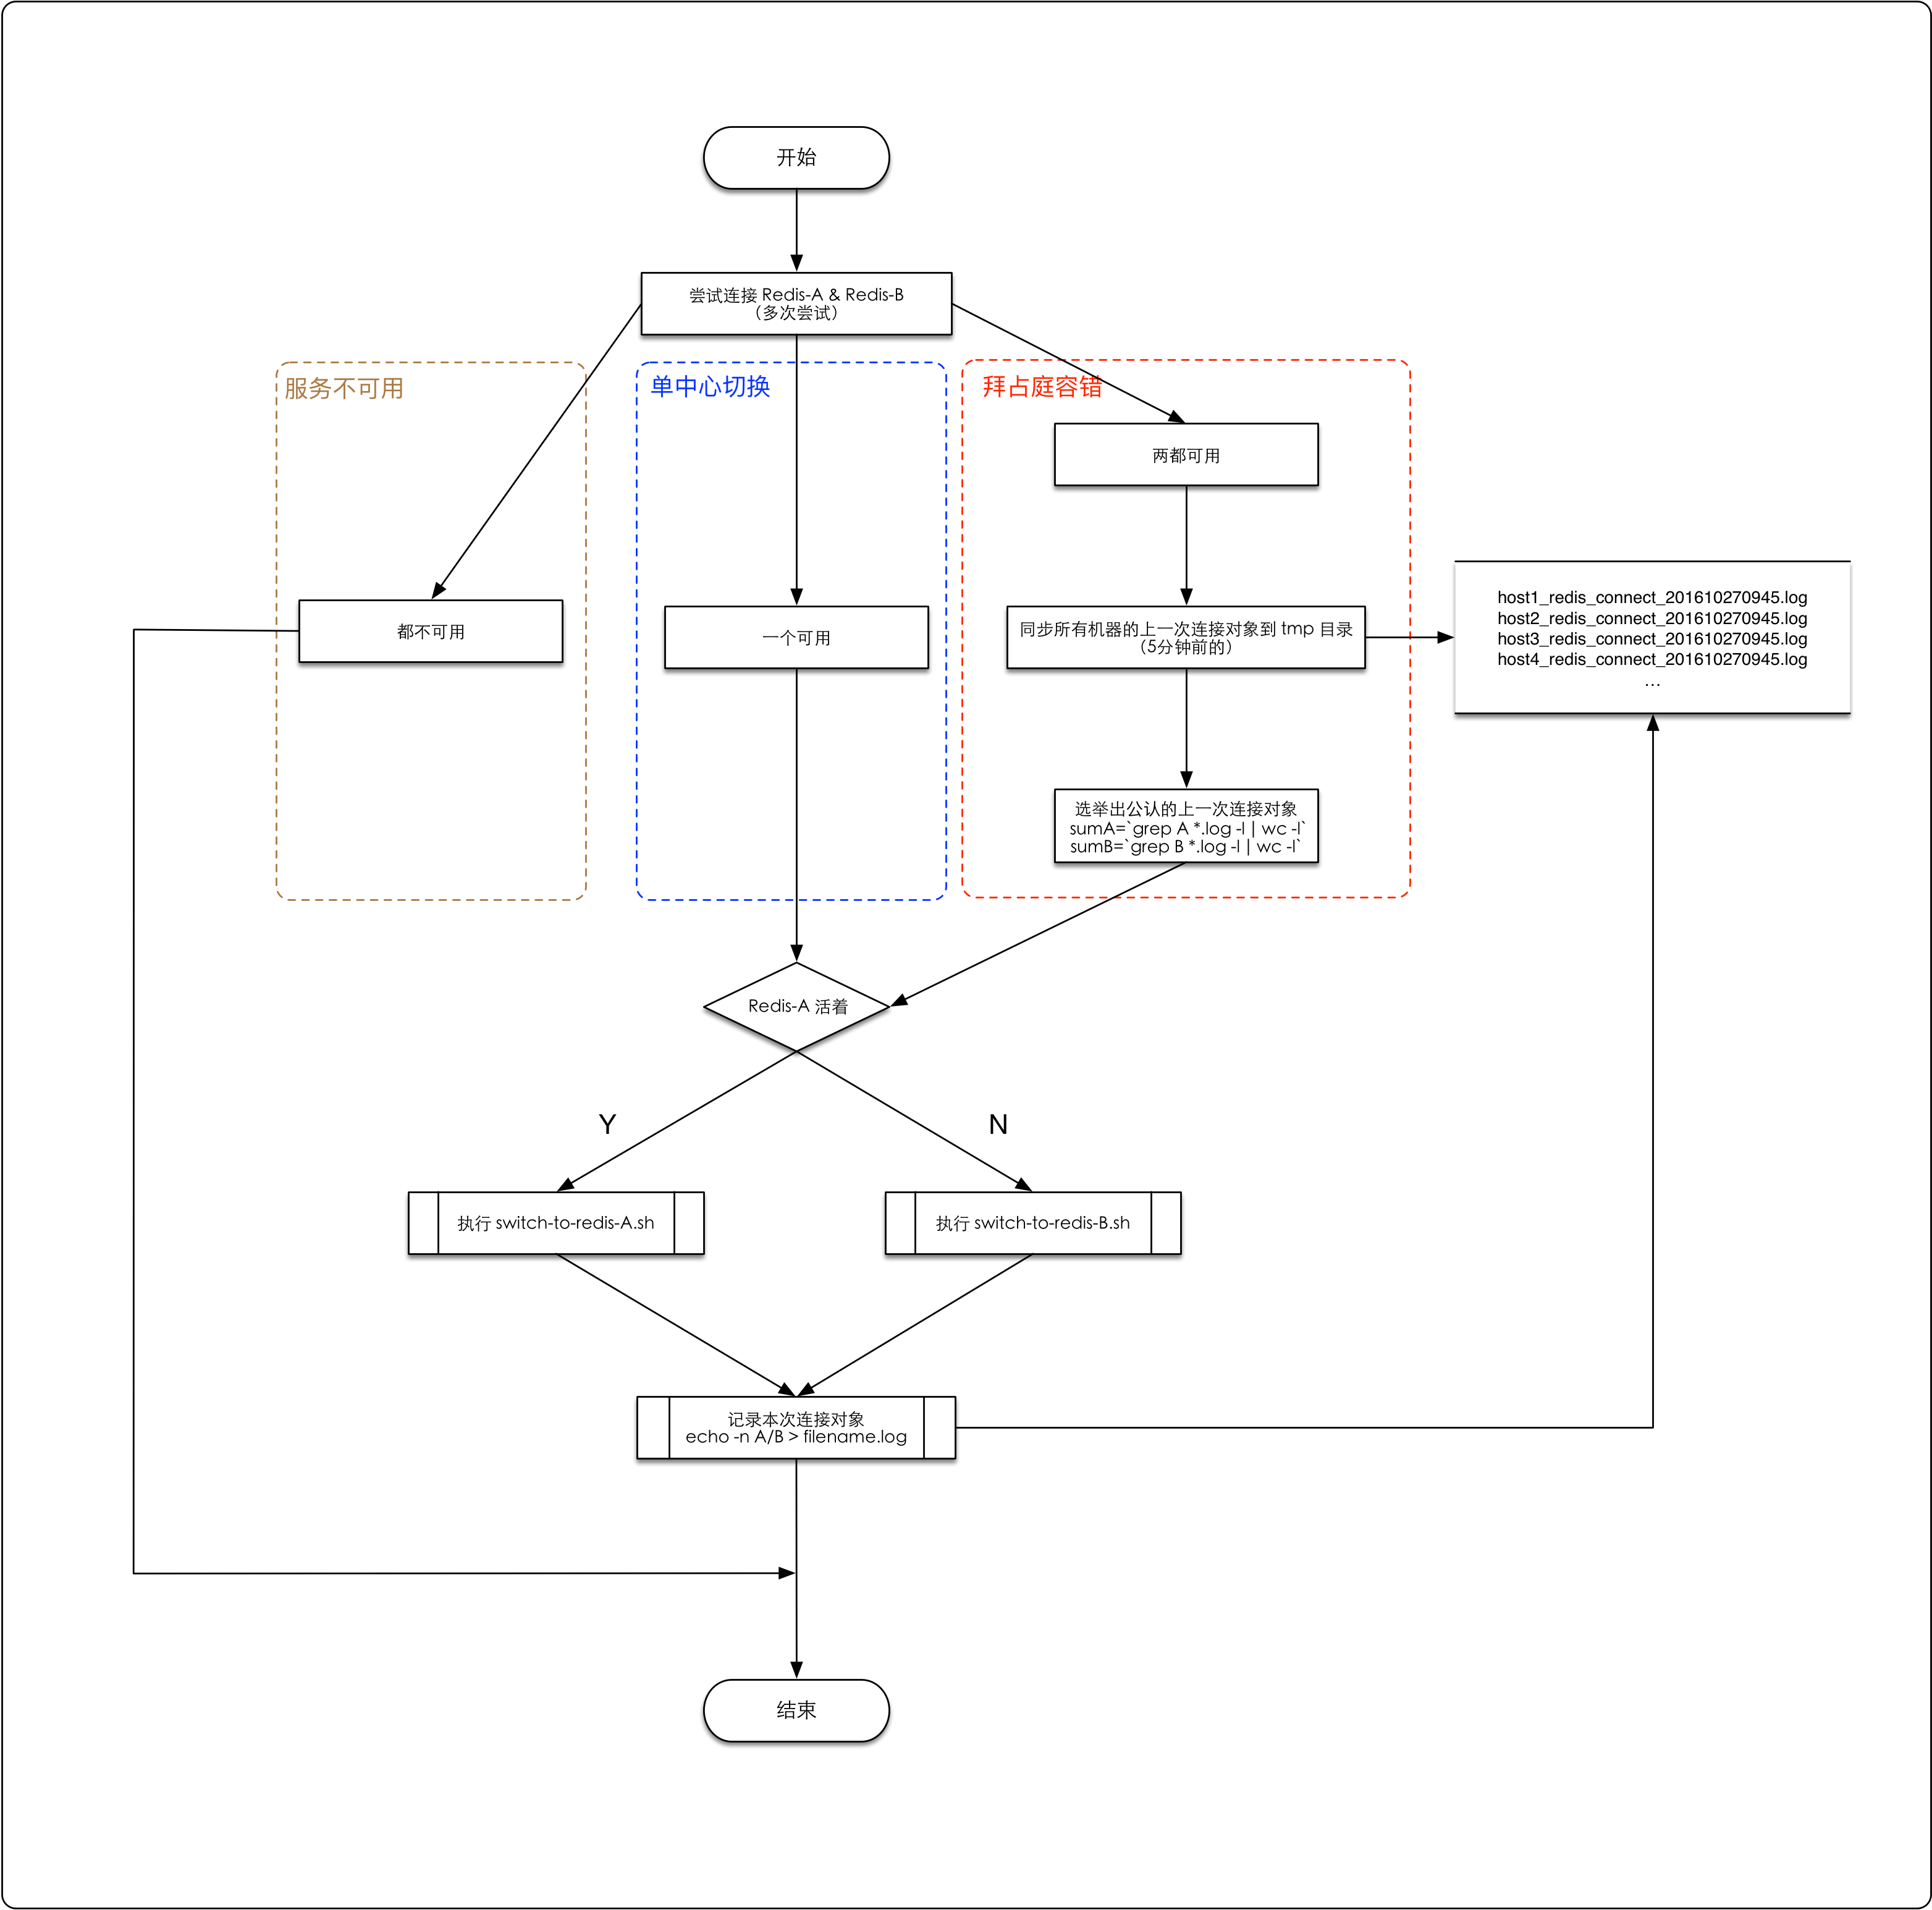 开始
尝试连接 Redis-A & Redis-B
（多次尝试）
服务不可用
单中心切换
拜占庭容错
两都可用
都不可用
一个可用
同步所有机器的上一次连接对象到 tmp 目录
（5分钟前的）
host1_redis_connect_201610270945.log
host2_redis_connect_201610270945.log
host3_redis_connect_201610270945.log
host4_redis_connect_201610270945.log
...
选举出公认的上一次连接对象
sumA=`grep A *.log -l | wc -l`
sumB=`grep B *.log -l | wc -l`
Redis-A 活着
Y
N
执行 switch-to-redis-A.sh
执行 switch-to-redis-B.sh
记录本次连接对象
echo -n A/B > filename.log
结束